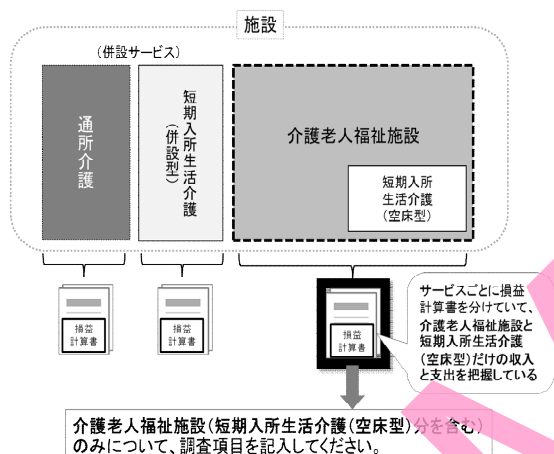 施設
(併設サービス)
通所介護
短期入所生活介護
(併設型)
介護老人福祉施設
短期入所
生活介護
(空床型)
損益
計算書
損益
計算書
損益
計算書
サービスごとに損益
計算書を分けていて、
介護老人福祉施設と
短期入所生活介護
(空床型)だけの収入
と支出を把握している
介護老人福祉施設(短期入所生活介護(空床型)分を含む)
のみについて、調査項目を記入してください。